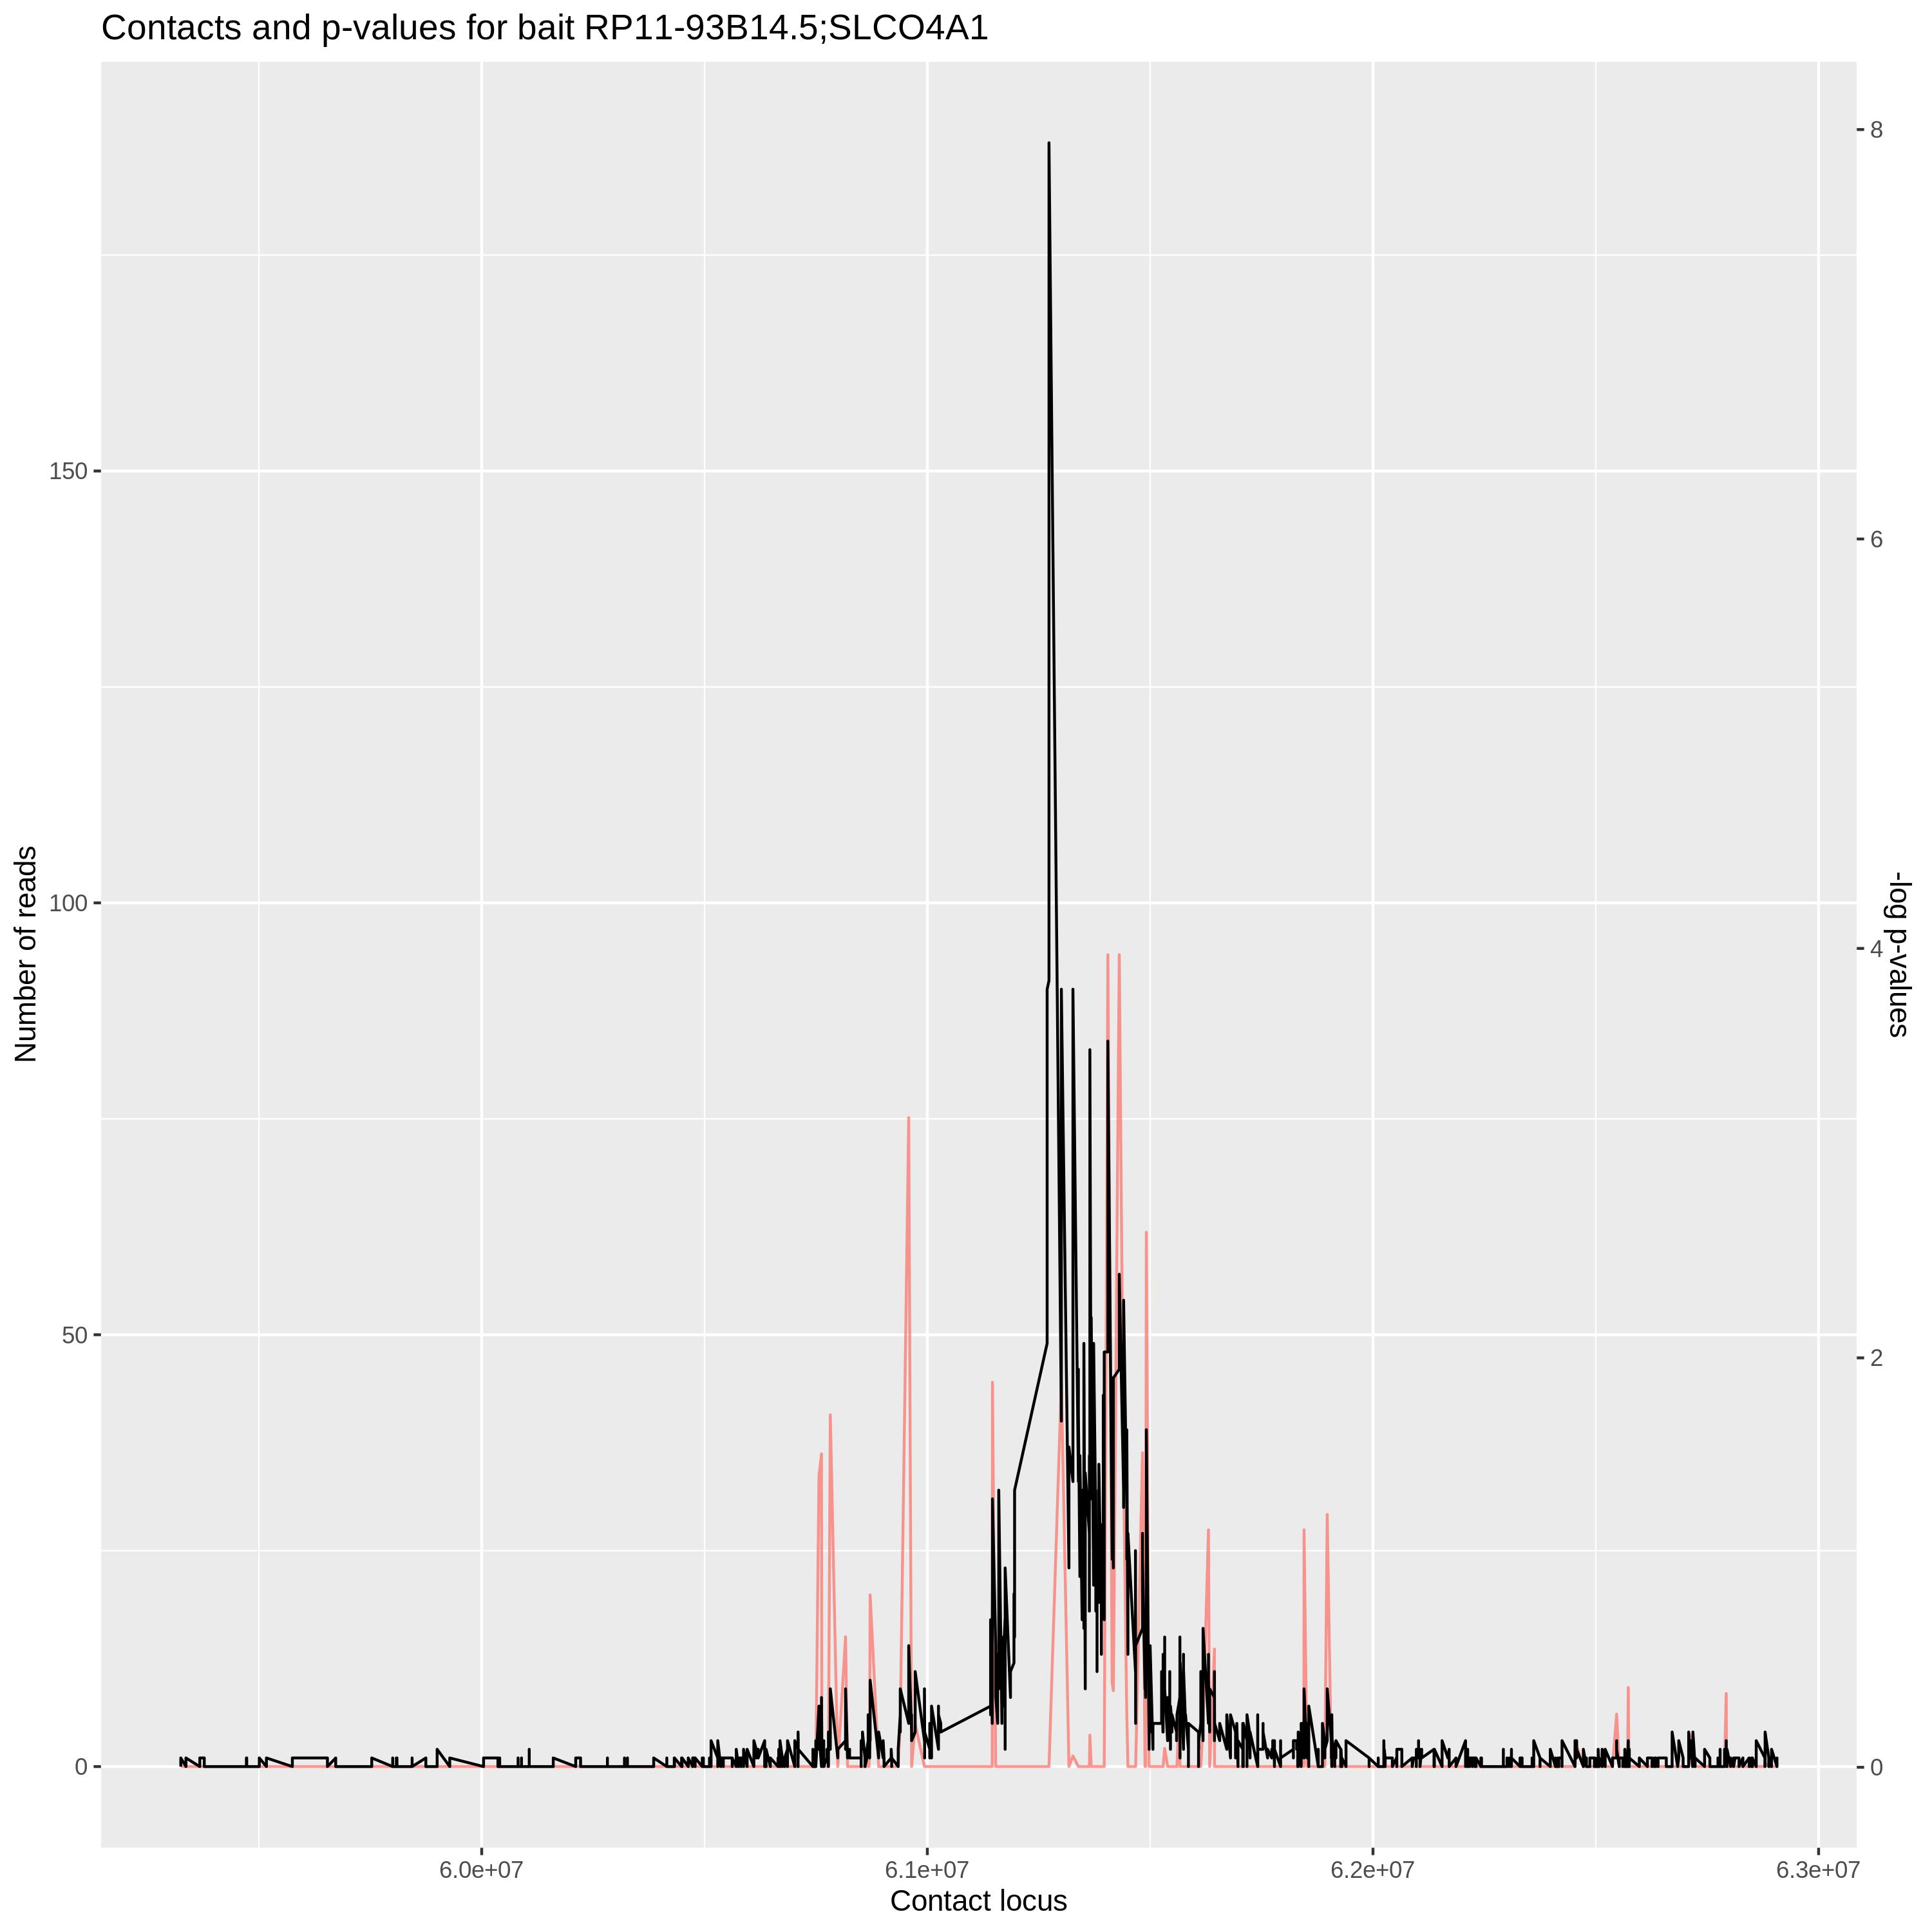 Contacts and p-values for bait RP11-93B14.5;SLCO4A1
Number of reads
150
100
50
0
8
6
4
2
0
-log p-values
6.0e+07
6.1e+07
6.2e+07
6.3e+07
Contact locus